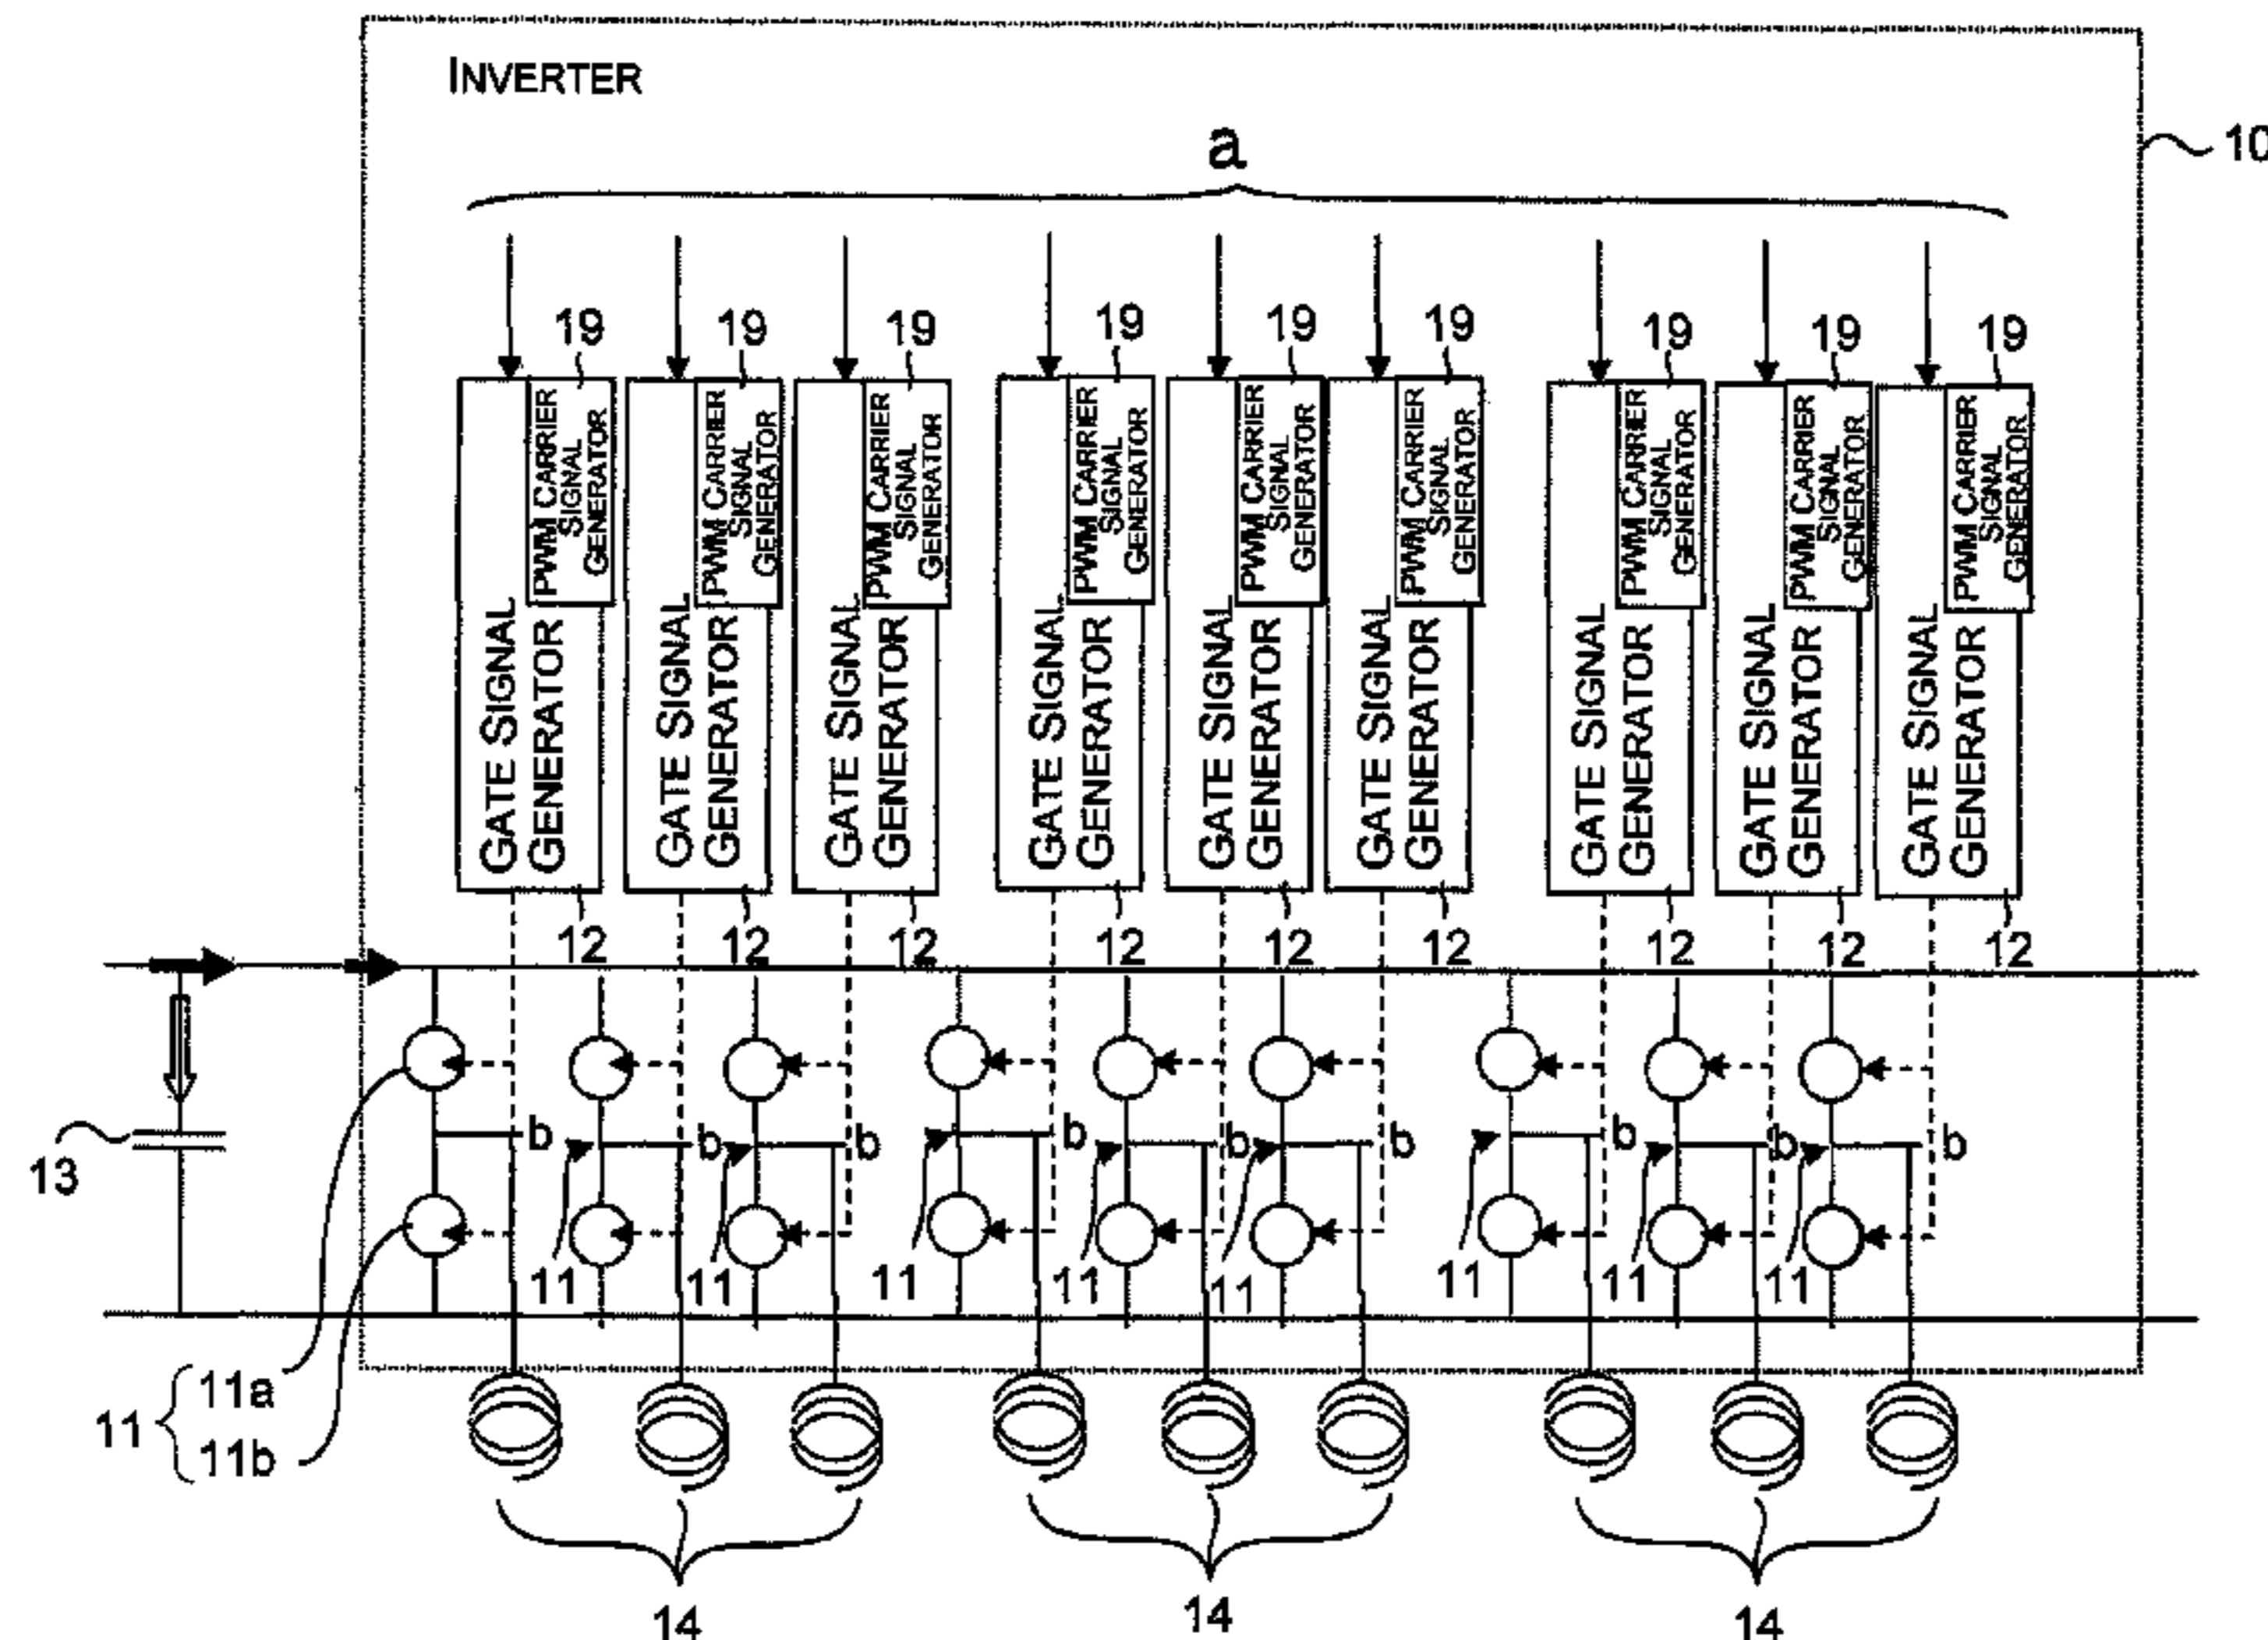 INVERTER
a
10
19 19 19 19 19 19 19 19 19
PWM CARRIER SIGNAL GENERATOR
PWM CARRIER SIGNAL GENERATOR
PWM CARRIER SIGNAL GENERATOR
PWM CARRIER SIGNAL GENERATOR
PWM CARRIER SIGNAL GENERATOR
PWM CARRIER SIGNAL GENERATOR
PWM CARRIER SIGNAL GENERATOR
PWM CARRIER SIGNAL GENERATOR
PWM CARRIER SIGNAL GENERATOR
GATE SIGNAL GENERATOR
GATE SIGNAL GENERATOR
GATE SIGNAL GENERATOR
GATE SIGNAL GENERATOR
GATE SIGNAL GENERATOR
GATE SIGNAL GENERATOR
GATE SIGNAL GENERATOR
GATE SIGNAL GENERATOR
GATE SIGNAL GENERATOR
12 12 12 12 12 12 12 12 12
b b b b b b b b b
13
11 11 11 11 11 11 11 11
11a
11
11b
14 14 14